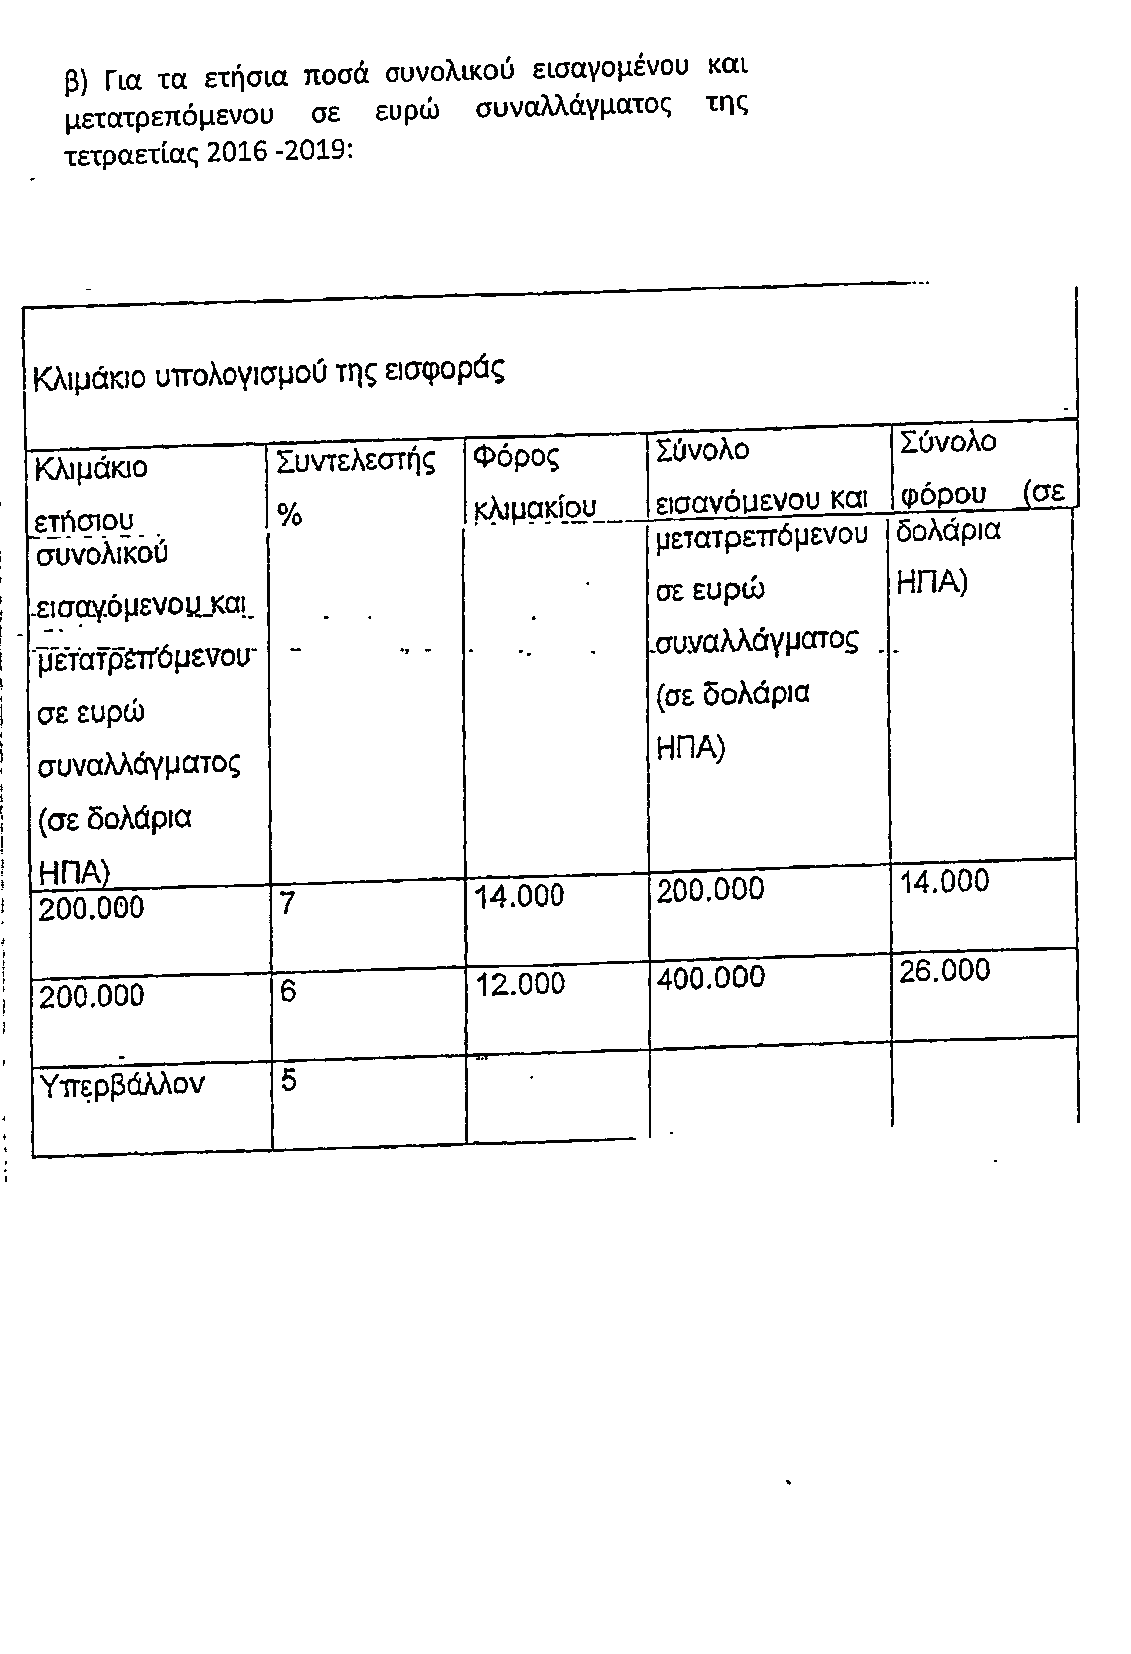 β) Για τα ετήσια ποσά συνολικού εισαγομένου και
μετατρεπόμενου σε ευρώ συναλλάγματος της
τετραετίας 2016 -2019:
Κλιμάκιο υπολογισμού της εισφοράς
Κλιμάκιο
ετήσιου
συνολικού
εισαγόμενου και
μετατρεπόμενου
σε ευρώ
συναλλάγματος
(σε δολάρια
ΗΠΑ)
Συντελεστής
%
Φόρος
κλιμακίου
Σύνολο
εισαγόμενου και
μετατρεπόμενου
σε ευρώ
συναλλάγματος
(σε δολάρια
ΗΠΑ)
Σύνολο
φόρου (σε
δολάρια
ΗΠΑ)
200.000 7 14.000 200.000 14.000
200.000 6 12.000 400.000 26.000
Υπερβάλλον 5